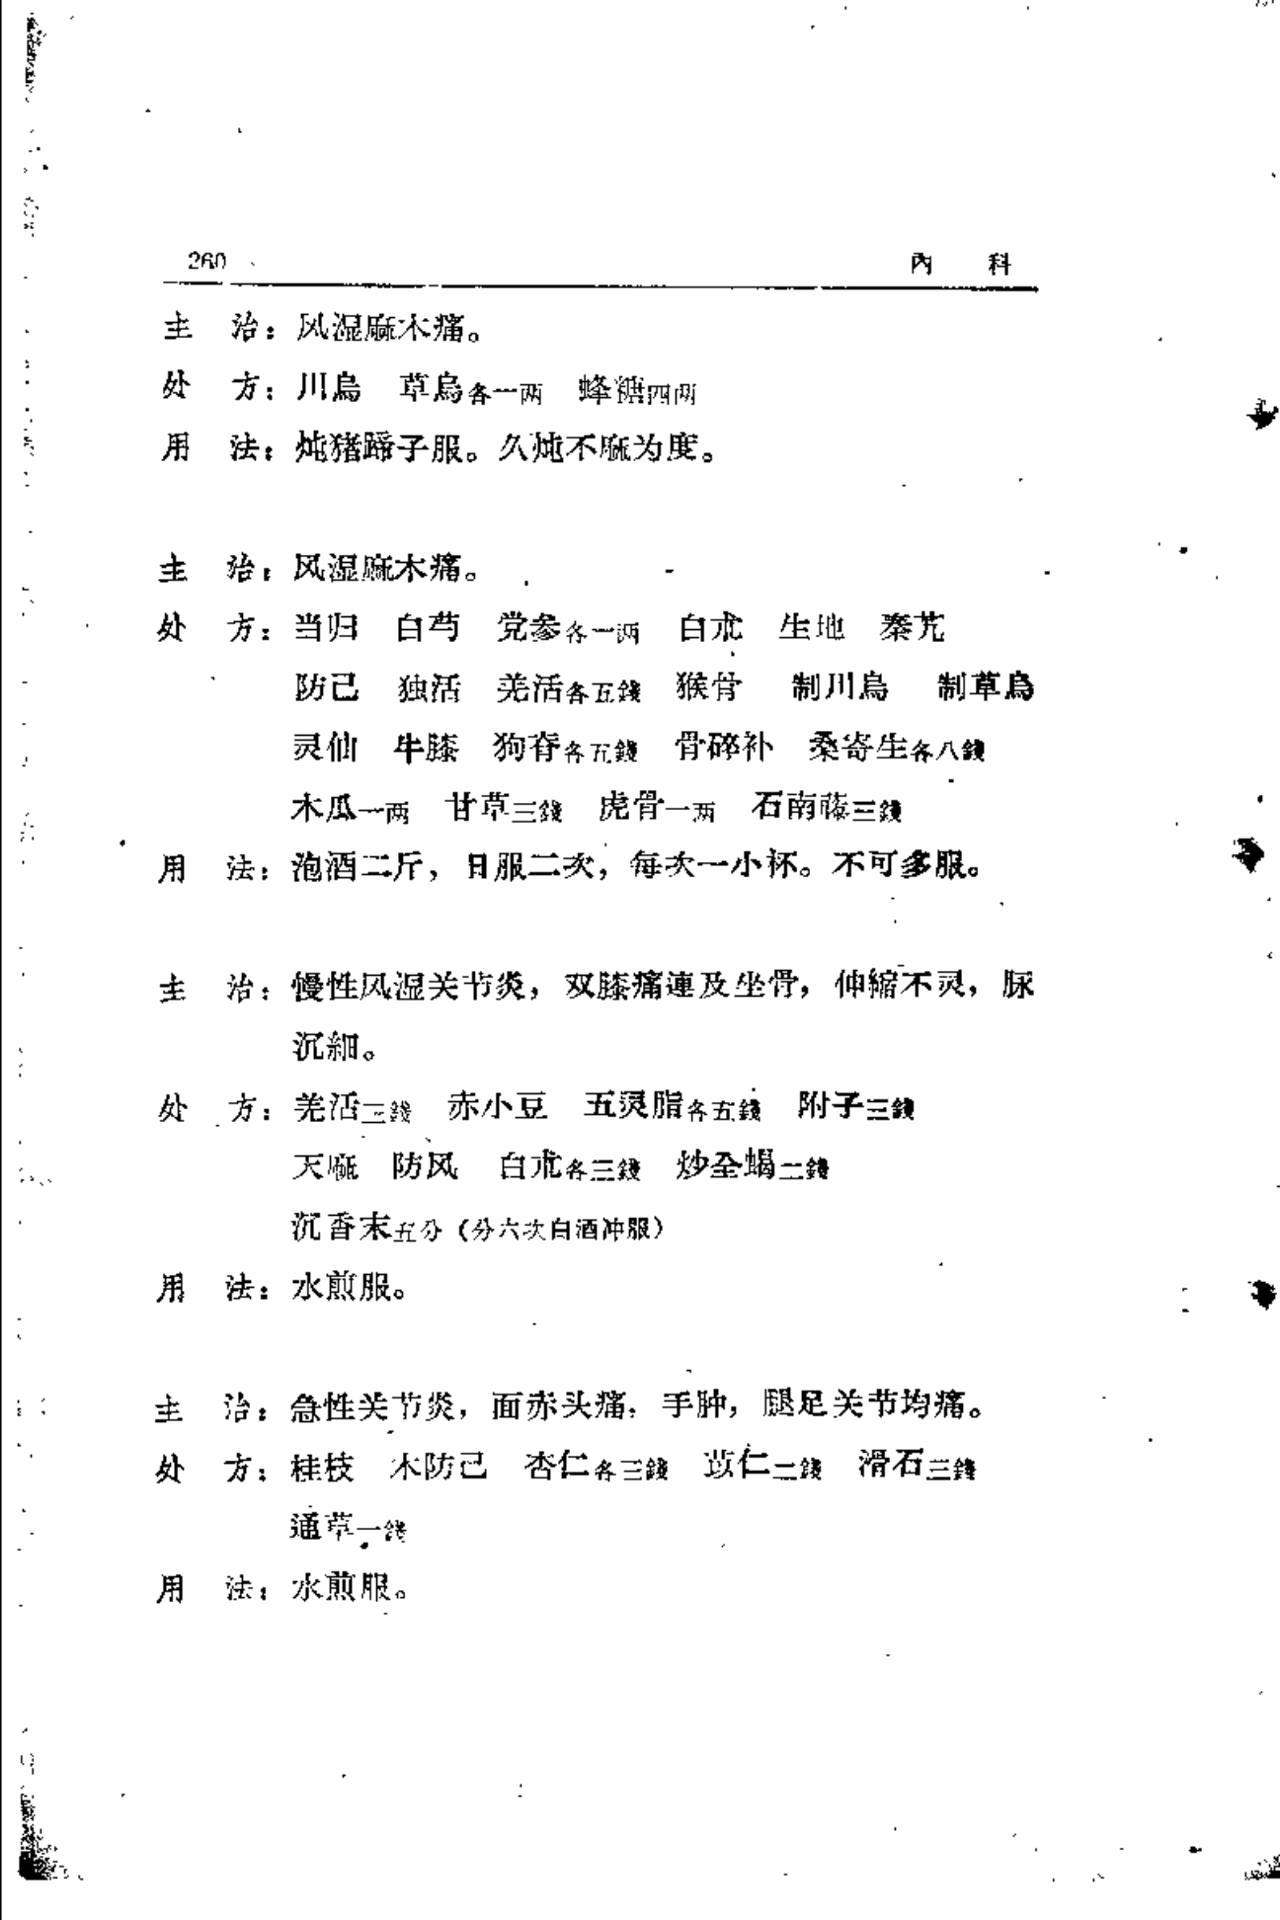 260 內 科
主 治：风湿麻木痛。
处 方：川烏 草烏各一两 蜂糖四两
用 法：炖猪蹄子服。久炖不麻为度。
主 治：风湿麻木痛。
处 方：当归 白芍 党参各一两 白朮 生地 秦艽
防己 独活 羌活各五錢 猴骨 制川烏 制草烏
灵仙 牛膝 狗脊各五錢 骨碎补 桑寄生各八錢
木瓜一两 甘草三錢 虎骨一两 石南藤三錢
用 法：泡酒二斤，日服二次，每次一小杯。不可多服。
主 治：慢性风湿关节炎，双膝痛連及坐骨，伸縮不灵，脉
沉細。
处 方：羌活三錢 赤小豆 五灵脂各五錢 附子三錢
天麻 防风 白朮各三錢 炒全蝎二錢
沉香末五分（分六次白酒冲服）
用 法：水煎服。
主 治：急性关节炎，面赤头痛，手肿，腿足关节均痛。
处 方：桂枝 木防己 杏仁各三錢 苡仁二錢 滑石三錢
通草一錢
用 法：水煎服。